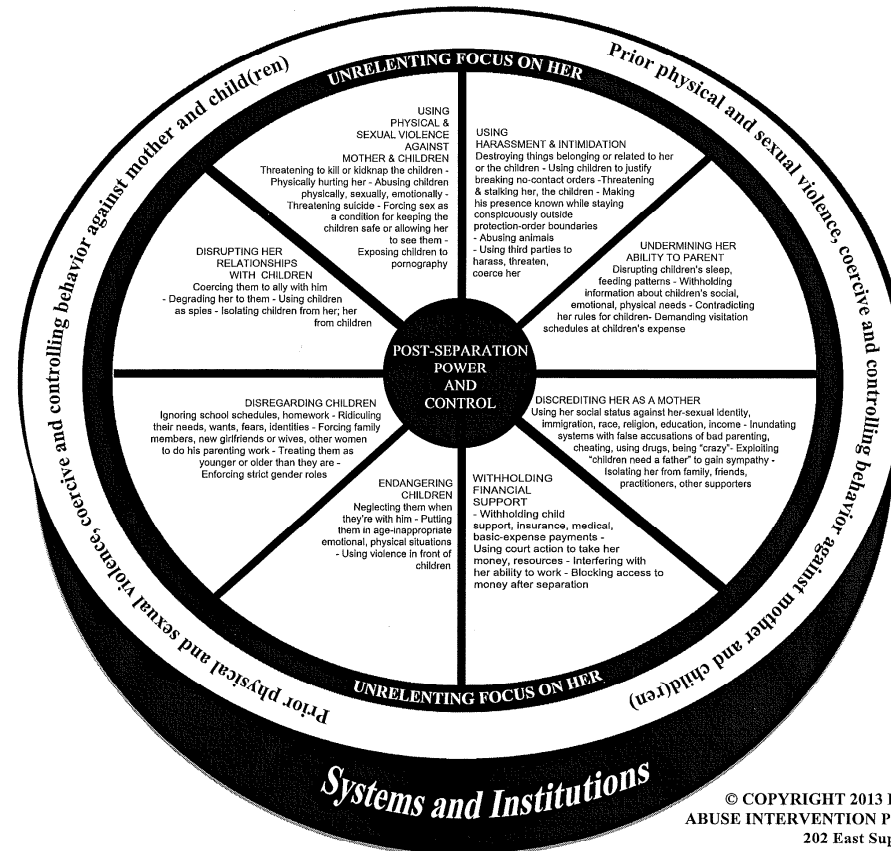 Prior physical and sexual violence, coercive and controlling behavior against mother and child(ren)
Prior physical and sexual violence, coercive and controlling behavior against mother and child(ren)
UNRELENTING FOCUS ON HER
USING
PHYSICAL &
SEXUAL VIOLENCE
AGAINST
MOTHER & CHILDREN
Threatening to kill or kidknap the children -
Physically hurting her - Abusing children
physically, sexually, emotionally -
Threatening suicide - Forcing sex as
a condition for keeping the
children safe or allowing her
to see them -
Exposing children to
pornography
USING
HARASSMENT & INTIMIDATION
Destroying things belonging or related to her
or the children - Using children to justify
breaking no-contact orders -Threatening
& stalking her, the children - Making
his presence known while staying
conspicuously outside
protection-order boundaries
- Abusing animals
- Using third parties to
harass, threaten,
coerce her
DISRUPTING HER
RELATIONSHIPS
WITH CHILDREN
Coercing them to ally with him
- Degrading her to them - Using children
as spies - Isolating children from her; her
from children
UNDERMINING HER
ABILITY TO PARENT
Disrupting children's sleep,
feeding patterns - Withholding
information about children's social,
emotional, physical needs - Contradicting
her rules for children- Demanding visitation
schedules at children's expense
POST-SEPARATION
POWER
AND
CONTROL
DISREGARDING CHILDREN
Ignoring school schedules, homework - Ridiculing
their needs, wants, fears, identities - Forcing family
members, new girlfriends or wives, other women
to do his parenting work - Treating them as
younger or older than they are -
Enforcing strict gender roles
DISCREDITING HER AS A MOTHER
Using her social status against her-sexual identity,
immigration, race, religion, education, income - Inundating
systems with false accusations of bad parenting,
cheating, using drugs, being "crazy"- Exploiting
"children need a father" to gain sympathy -
Isolating her from family, friends,
practitioners, other supporters
ENDANGERING
CHILDREN
Neglecting them when
they're with him - Putting
them in age-inappropriate
emotional, physical situations
- Using violence in front of
children
WITHHOLDING
FINANCIAL
SUPPORT
- Withholding child
support, insurance, medical,
basic-expense payments -
Using court action to take her
money, resources - Interfering with
her ability to work - Blocking access to
money after separation
UNRELENTING FOCUS ON HER
Systems and Institutions
© COPYRIGHT 2013
ABUSE INTERVENTION
202 East